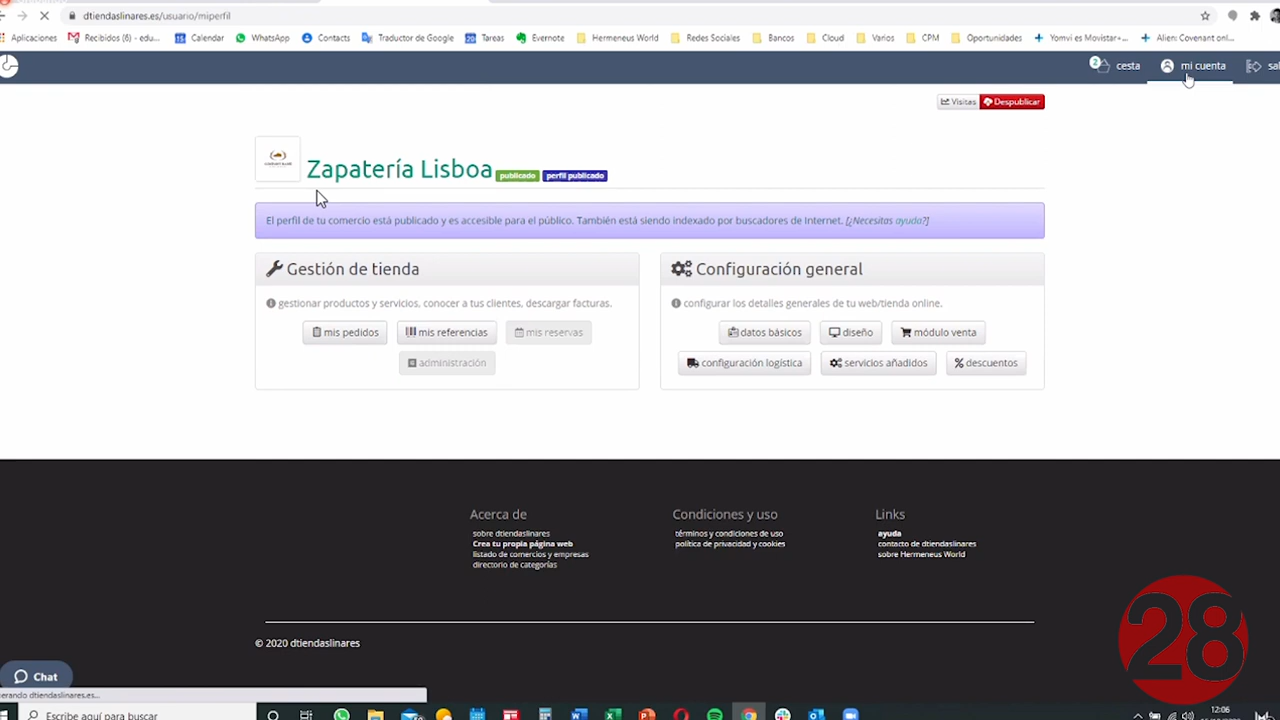 dtiendaslinares.es/usuario/miperfil
Aplicaciones Recibidos (6) - edu... Calendar WhatsApp Contacts Traductor de Google Tareas Evernote Hermeneus World Redes Sociales Bancos Cloud Varios CPM Oportunidades Yomvi es Movistar+... Alien: Covenant onl...
2 cesta mi cuenta sal
Visitas Despublicar
Zapatería Lisboa publicado perfil publicado
El perfil de tu comercio está publicado y es accesible para el público. También está siendo indexado por buscadores de Internet. [¿Necesitas ayuda?]
Gestión de tienda
gestionar productos y servicios, conocer a tus clientes, descargar facturas.
mis pedidos mis referencias mis reservas
administración
Configuración general
configurar los detalles generales de tu web/tienda online.
datos básicos diseño módulo venta
configuración logística servicios añadidos descuentos
Acerca de
sobre dtiendaslinares
Crea tu propia página web
listado de comercios y empresas
directorio de categorías
Condiciones y uso
términos y condiciones de uso
política de privacidad y cookies
Links
ayuda
contacto de dtiendaslinares
sobre Hermeneus World
© 2020 dtiendaslinares
28
Chat
erando dtiendaslinares.es...
Escribe aquí para buscar
12:06